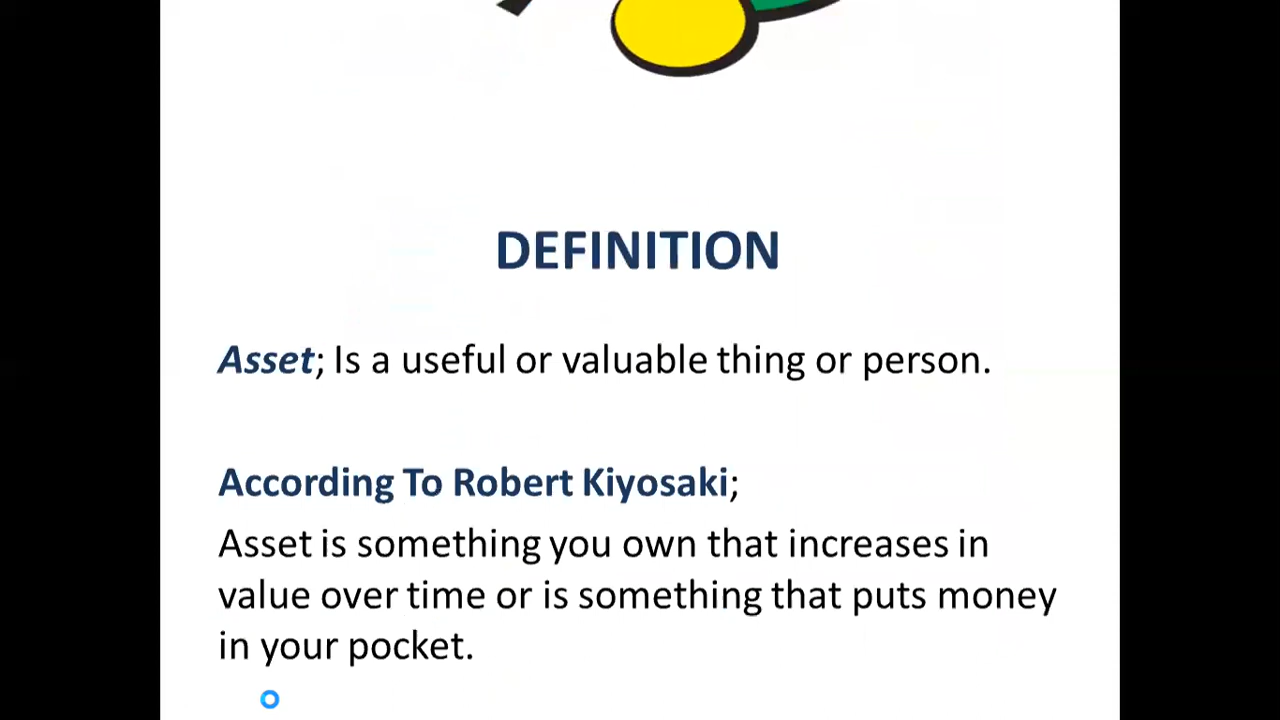 DEFINITION
Asset; Is a useful or valuable thing or person.
According To Robert Kiyosaki;
Asset is something you own that increases in
value over time or is something that puts money
in your pocket.